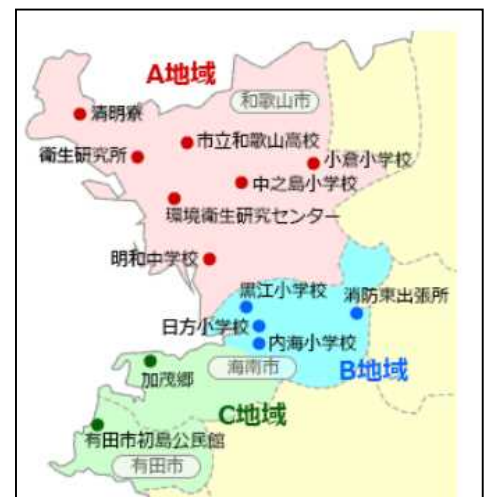 A地域
和歌山市
清明寮
市立和歌山高校
衛生研究所
小倉小学校
中之島小学校
環境衛生研究センター
明和中学校
黒江小学校
消防東出張所
日方小学校
内海小学校
海南市
B地域
加茂郷
C地域
有田市初島公民館
有田市